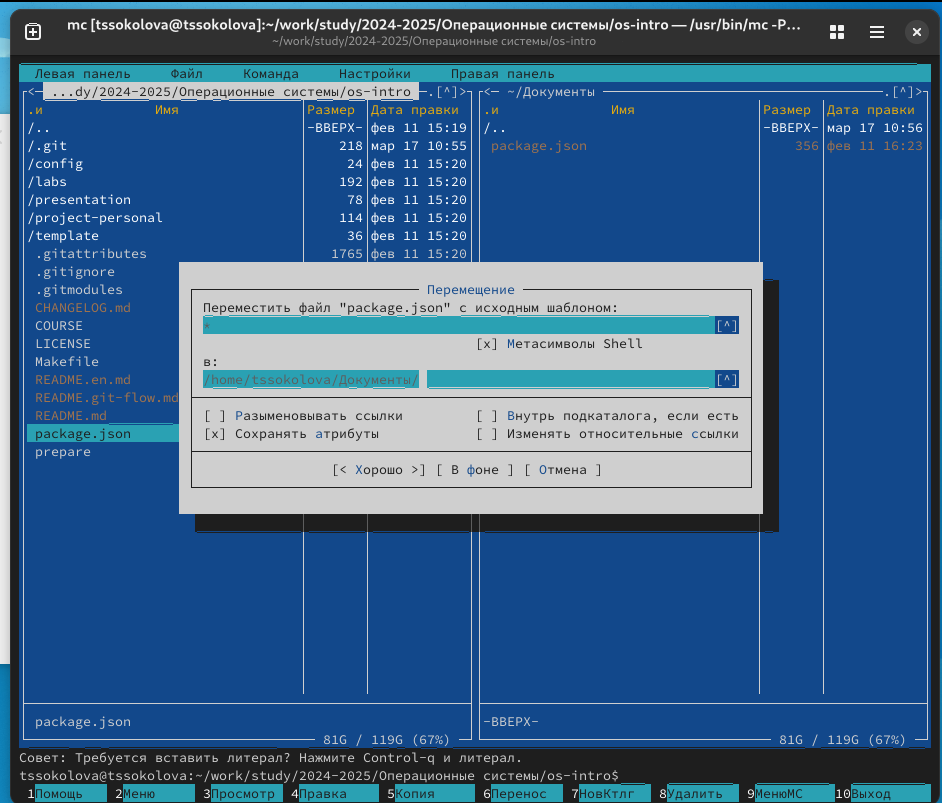 mc [tssokolova@tssokolova]:~/work/study/2024-2025/Операционные системы/os-intro — /usr/bin/mc -P...
~/work/study/2024-2025/Операционные системы/os-intro
Левая панель Файл Команда Настройки Правая панель
<— ...dy/2024-2025/Операционные системы/os-intro —.[^]> <— ~/Документы —.[^]>
.и Имя Размер Дата правки .и Имя Размер Дата правки
/.. -ВВЕРХ- фев 11 15:19 /.. -ВВЕРХ- мар 17 10:56
/.git 218 мар 17 10:55 package.json 356 фев 11 16:23
/config 24 фев 11 15:20
/labs 192 фев 11 15:20
/presentation 78 фев 11 15:20
/project-personal 114 фев 11 15:20
/template 36 фев 11 15:20
.gitattributes 1765 фев 11 15:20
.gitignore
.gitmodules
CHANGELOG.md
COURSE
LICENSE
Makefile
README.en.md
README.git-flow.md
README.md
package.json
prepare
Перемещение
Переместить файл "package.json" с исходным шаблоном:
* [^]
[x] Метасимволы Shell
в:
/home/tssokolova/Документы/ [^]
[ ] Разыменовывать ссылки [ ] Внутрь подкаталога, если есть
[x] Сохранять атрибуты [ ] Изменять относительные ссылки
[< Хорошо >] [ В фоне ] [ Отмена ]
package.json -ВВЕРХ-
81G / 119G (67%) 81G / 119G (67%)
Совет: Требуется вставить литерал? Нажмите Control-q и литерал.
tssokolova@tssokolova:~/work/study/2024-2025/Операционные системы/os-intro$
1Помощь 2Меню 3Просмотр 4Правка 5Копия 6Перенос 7НовКтлг 8Удалить 9МенюMC 10Выход